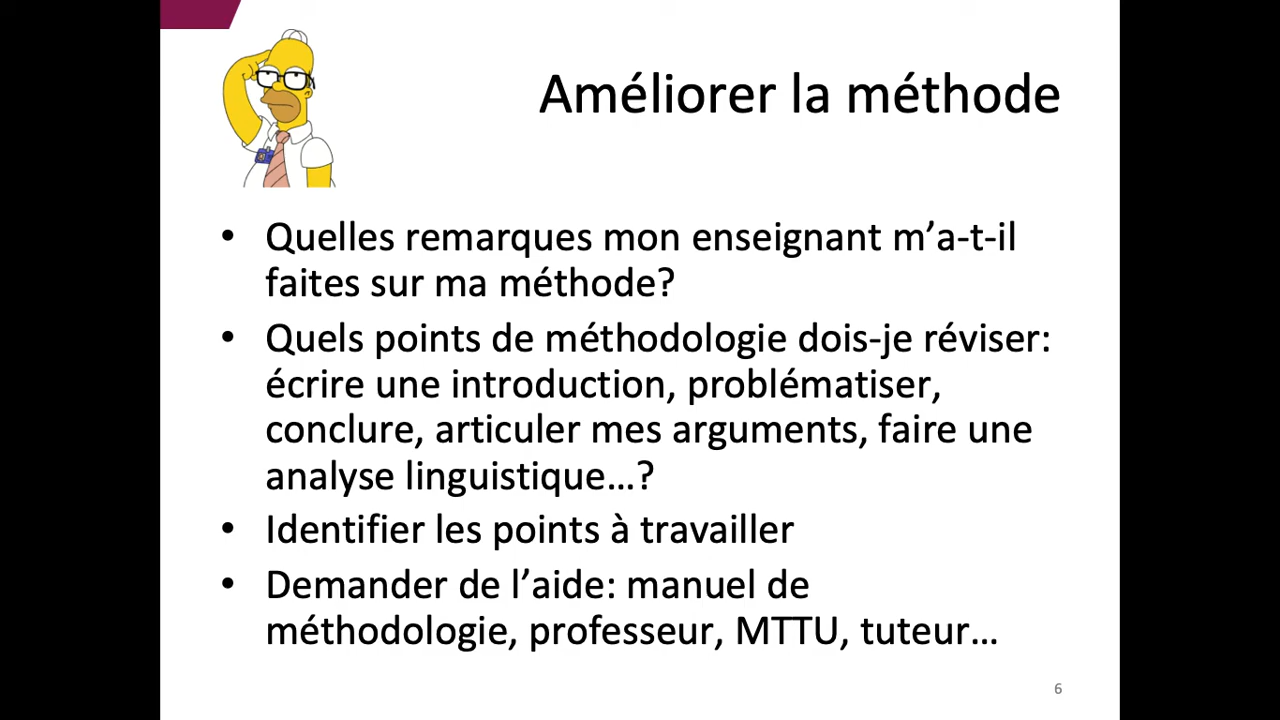 Améliorer la méthode
• Quelles remarques mon enseignant m’a-t-il
faites sur ma méthode?
• Quels points de méthodologie dois-je réviser:
écrire une introduction, problématiser,
conclure, articuler mes arguments, faire une
analyse linguistique…?
• Identifier les points à travailler
• Demander de l’aide: manuel de
méthodologie, professeur, MTTU, tuteur…
6